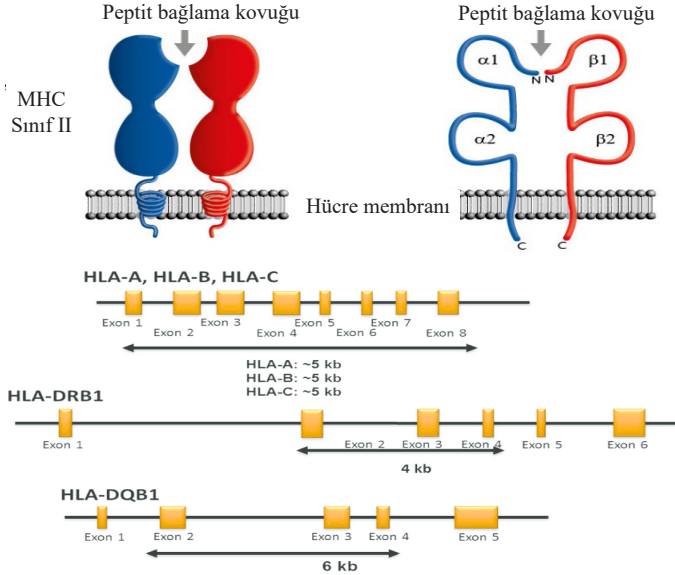 Peptit bağlama kovuğu
Peptit bağlama kovuğu
MHC
Sınıf II
α1
β1
N N
α2
β2
Hücre membranı
C
C
HLA-A, HLA-B, HLA-C
Exon 1
Exon 2
Exon 3
Exon 4
Exon 5
Exon 6
Exon 7
Exon 8
HLA-A: ~5 kb
HLA-B: ~5 kb
HLA-C: ~5 kb
HLA-DRB1
Exon 1
Exon 2
Exon 3
Exon 4
Exon 5
Exon 6
4 kb
HLA-DQB1
Exon 1
Exon 2
Exon 3
Exon 4
Exon 5
6 kb